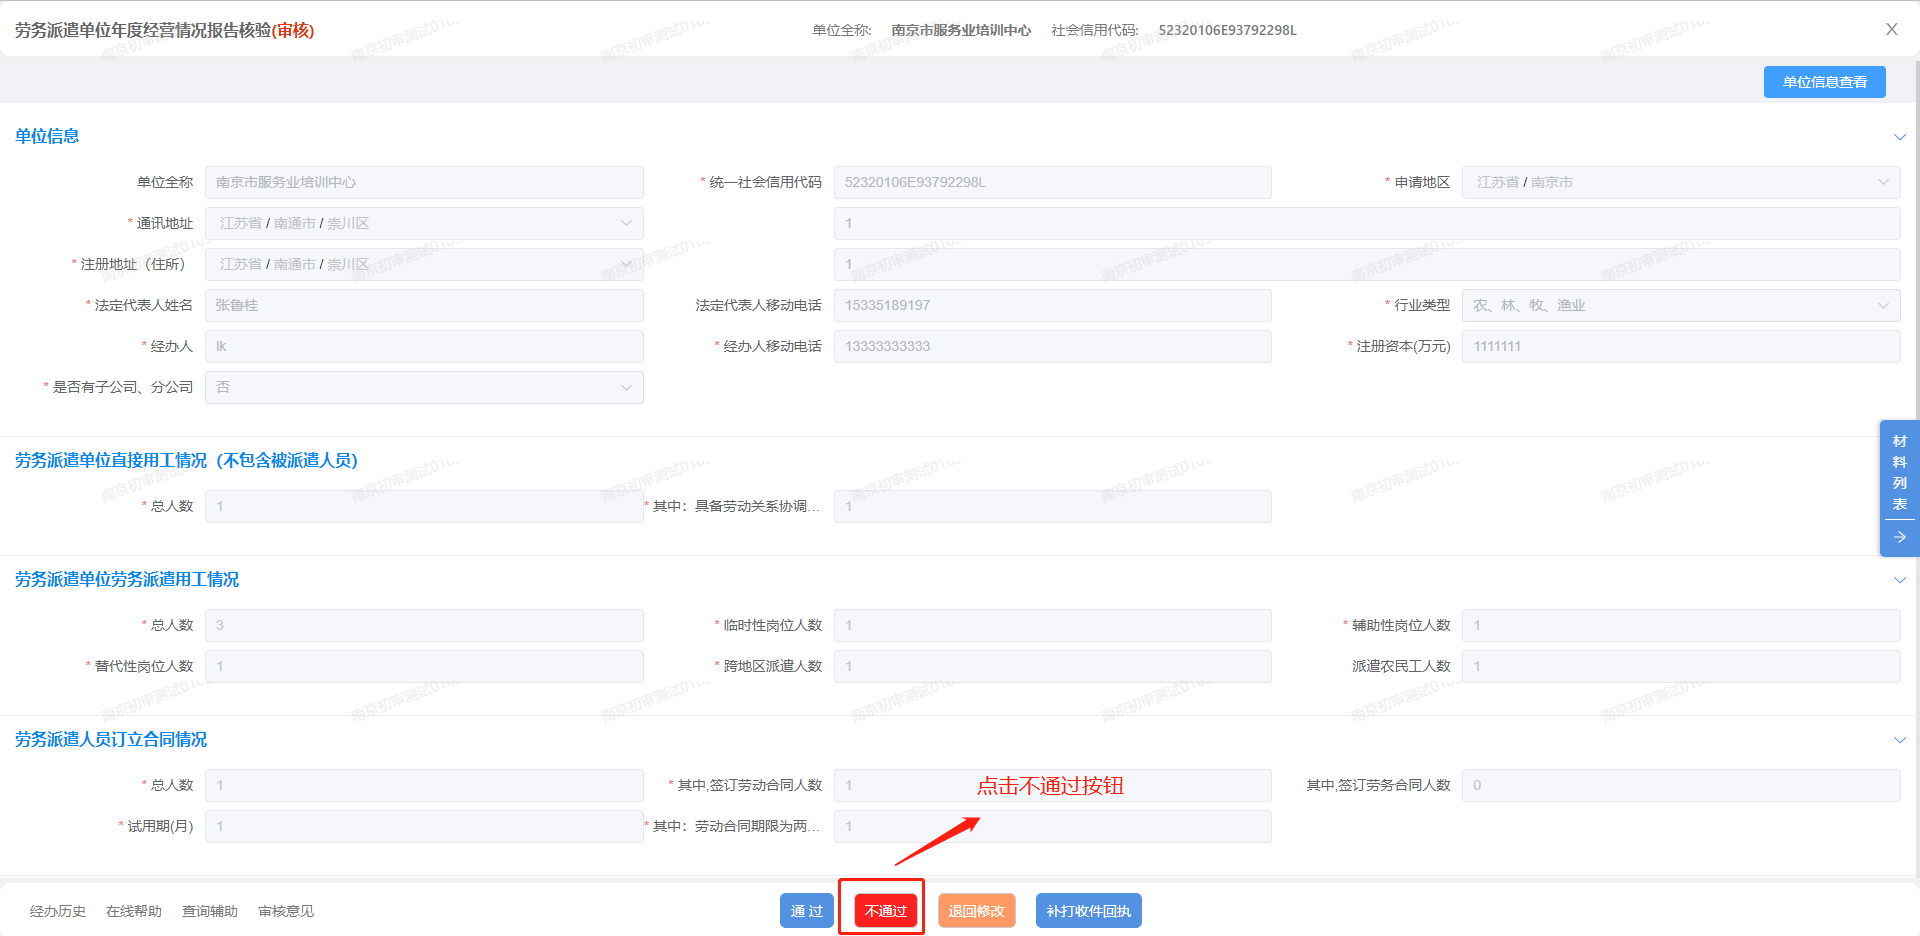 劳务派遣单位年度经营情况报告核验(审核)
单位全称: 南京市服务业培训中心 社会信用代码: 52320106E93792298L X
单位信息查看
单位信息
单位全称 南京市服务业培训中心 * 统一社会信用代码 52320106E93792298L * 申请地区 江苏省 / 南京市
* 通讯地址 江苏省 / 南通市 / 崇川区 1
* 注册地址（住所） 江苏省 / 南通市 / 崇川区 1
* 法定代表人姓名 张鲁桂 法定代表人移动电话 15335189197 * 行业类型 农、林、牧、渔业
* 经办人 lk * 经办人移动电话 13333333333 * 注册资本(万元) 1111111
* 是否有子公司、分公司 否
材料列表
劳务派遣单位直接用工情况（不包含被派遣人员）
* 总人数 1 * 其中：具备劳动关系协调... 1
劳务派遣单位劳务派遣用工情况
* 总人数 3 * 临时性岗位人数 1 * 辅助性岗位人数 1
* 替代性岗位人数 1 * 跨地区派遣人数 1 派遣农民工人数 1
劳务派遣人员订立合同情况
* 总人数 1 * 其中,签订劳动合同人数 1 其中,签订劳务合同人数 0
点击不通过按钮
* 试用期(月) 1 * 其中：劳动合同期限为两... 1
经办历史 在线帮助 查询辅助 审核意见 通 过 不通过 退回修改 补打收件回执